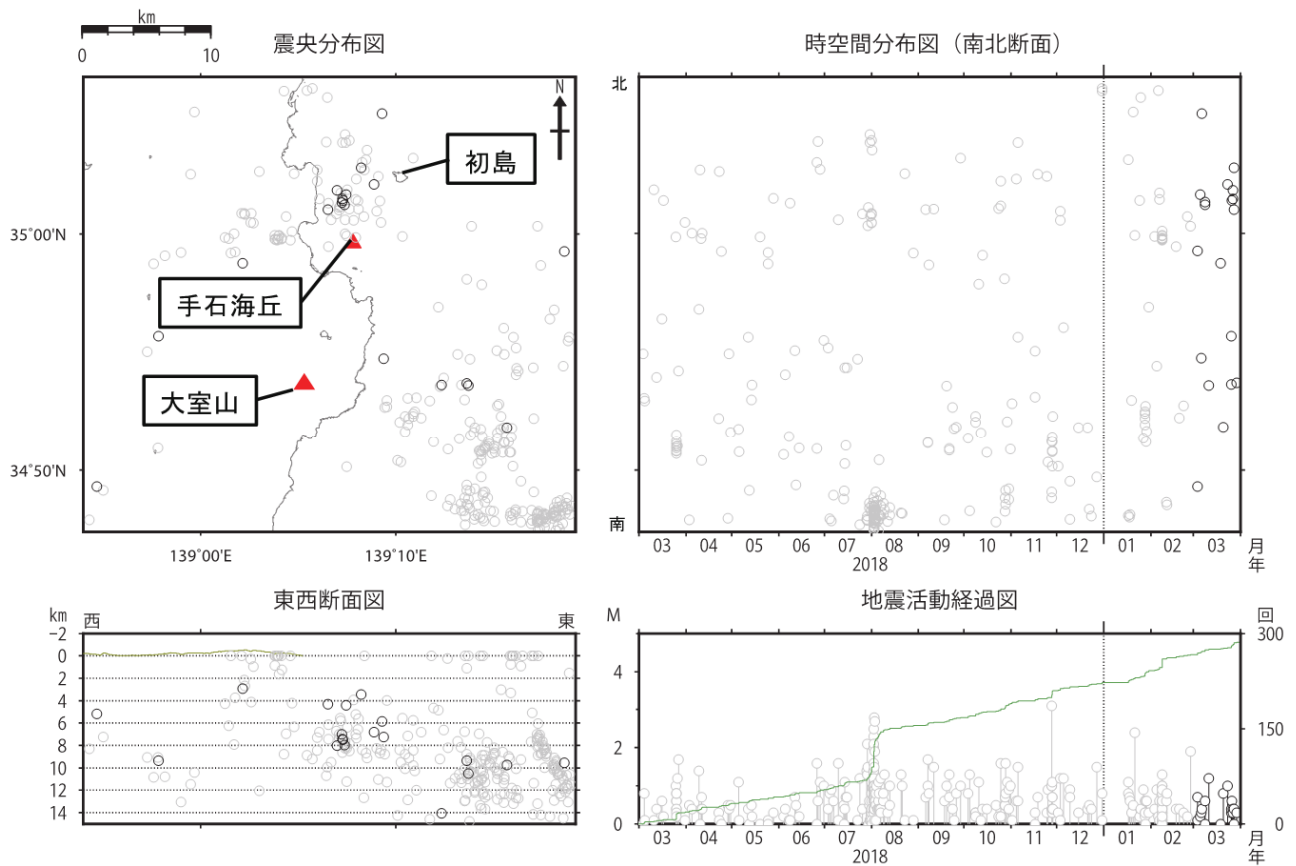 km
0 10
震央分布図
N
初島
35°00'N
手石海丘
大室山
34°50'N
139°00'E 139°10'E
時空間分布図（南北断面）
北
南
03 04 05 06 07 08 09 10 11 12 01 02 03 月
2018 年
東西断面図
km 西 東
-2
0
2
4
6
8
10
12
14
地震活動経過図
M 回
4 300
2 150
0 0
03 04 05 06 07 08 09 10 11 12 01 02 03 月
2018 年